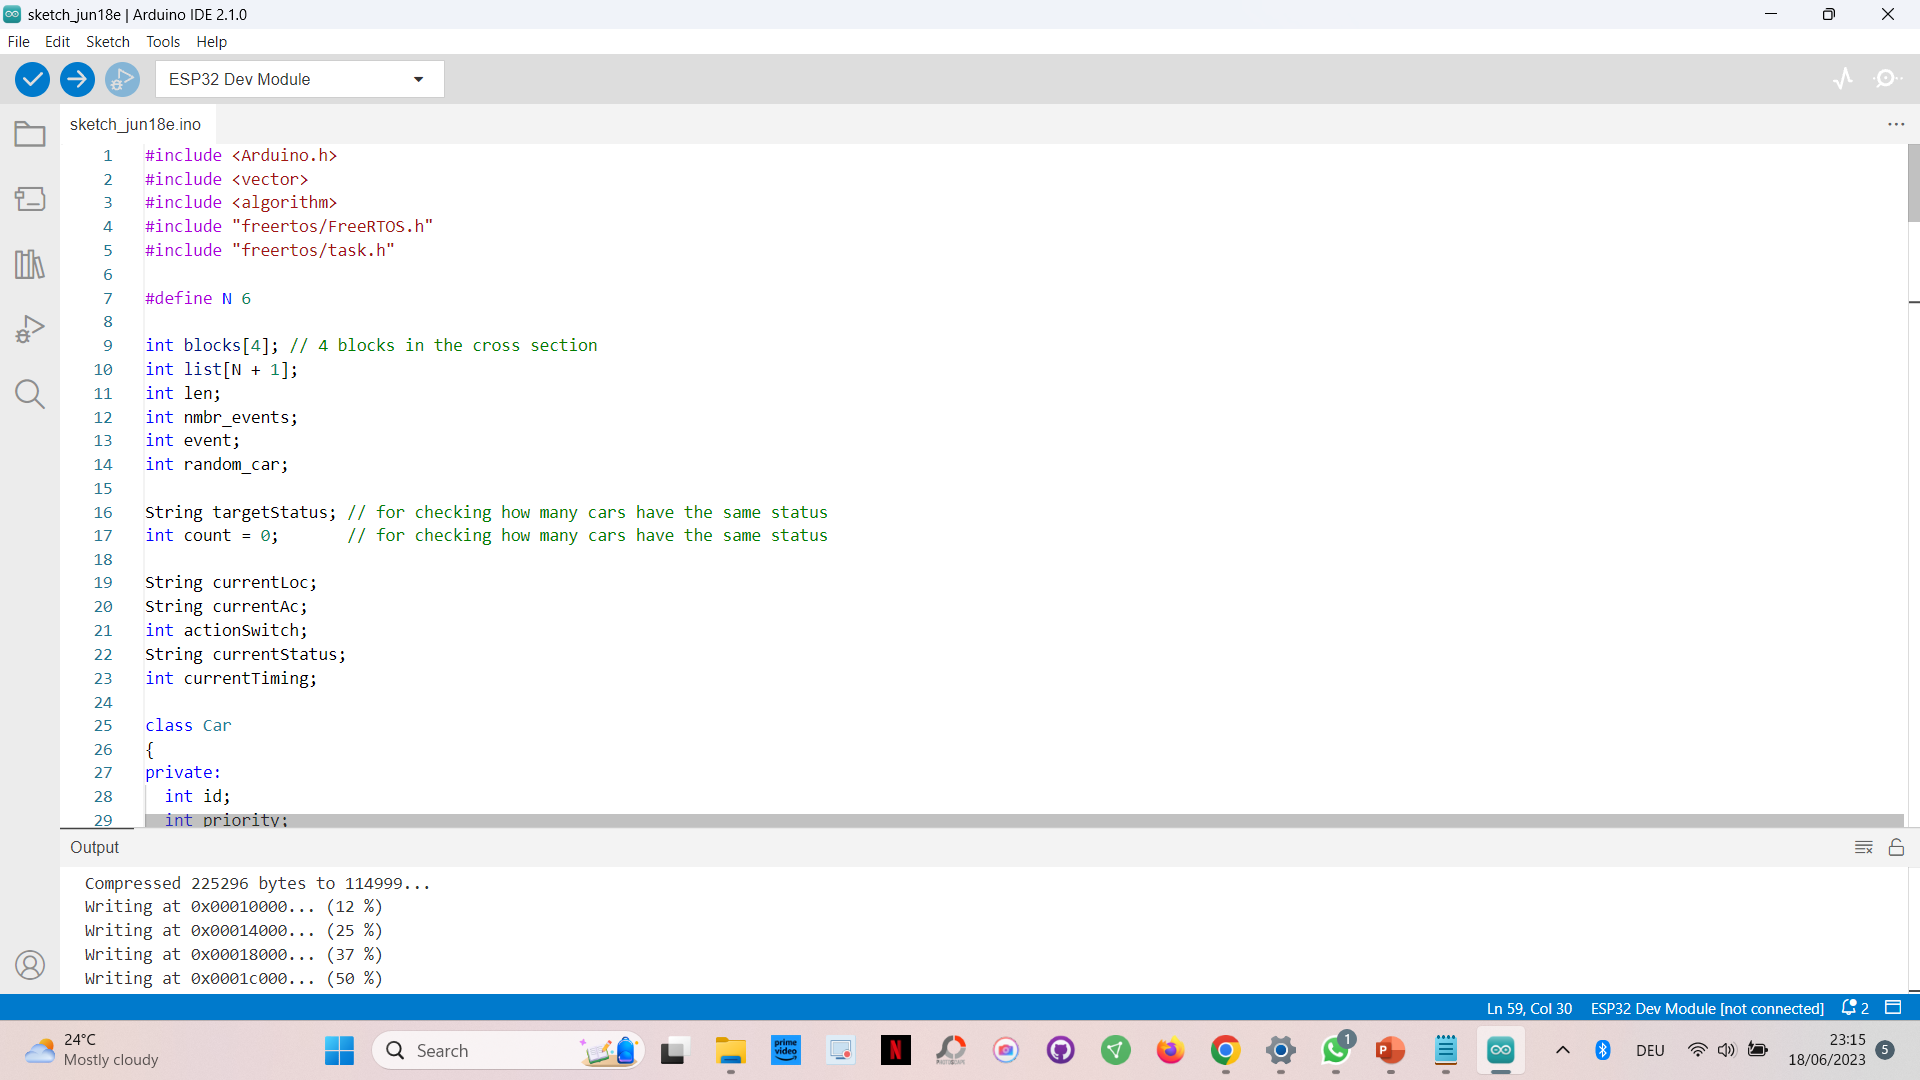 sketch_jun18e | Arduino IDE 2.1.0
File Edit Sketch Tools Help
ESP32 Dev Module
sketch_jun18e.ino
1 #include <Arduino.h>
2 #include <vector>
3 #include <algorithm>
4 #include "freertos/FreeRTOS.h"
5 #include "freertos/task.h"
6
7 #define N 6
8
9 int blocks[4]; // 4 blocks in the cross section
10 int list[N + 1];
11 int len;
12 int nmbr_events;
13 int event;
14 int random_car;
15
16 String targetStatus; // for checking how many cars have the same status
17 int count = 0; // for checking how many cars have the same status
18
19 String currentLoc;
20 String currentAc;
21 int actionSwitch;
22 String currentStatus;
23 int currentTiming;
24
25 class Car
26 {
27 private:
28 int id;
29 int priority;
Output
Compressed 225296 bytes to 114999...
Writing at 0x00010000... (12 %)
Writing at 0x00014000... (25 %)
Writing at 0x00018000... (37 %)
Writing at 0x0001c000... (50 %)
Ln 59, Col 30 ESP32 Dev Module [not connected] 2
24°C
Mostly cloudy
Search
prime video
N
1
P
DEU
23:15
18/06/2023
5